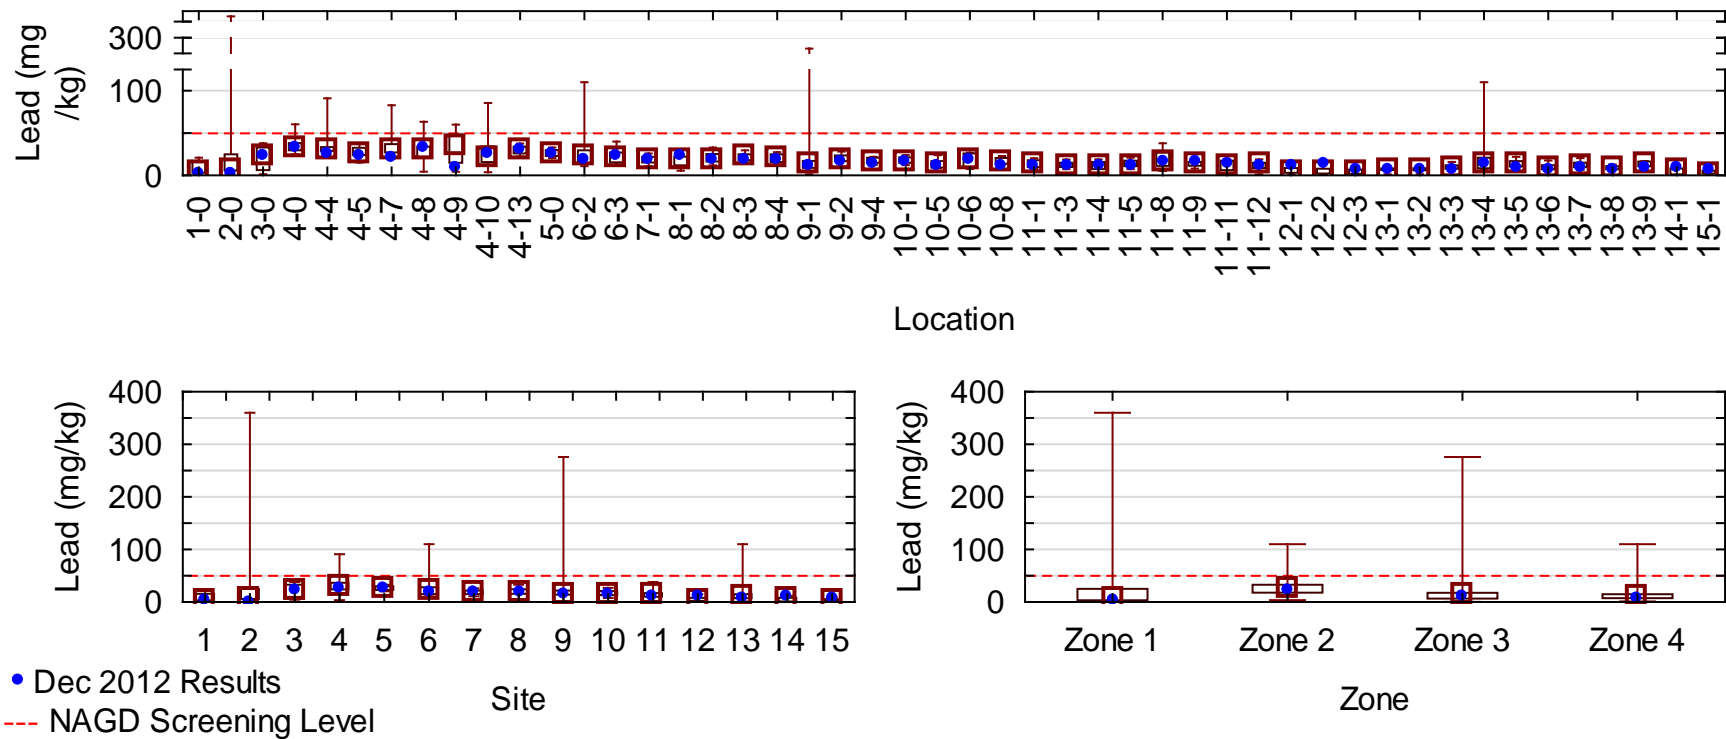 Lead (mg
/kg)
300
100
0
1-0 2-0 3-0 4-0 4-4 4-5 4-7 4-8 4-9 4-10 4-13 5-0 6-2 6-3 7-1 8-1 8-2 8-3 8-4 9-1 9-2 9-4 10-1 10-5 10-6 10-8 11-1 11-3 11-4 11-5 11-8 11-9 11-11 11-12 12-1 12-2 12-3 13-1 13-2 13-3 13-4 13-5 13-6 13-7 13-8 13-9 14-1 15-1
Location
Lead (mg/kg)
400
300
200
100
0
1 2 3 4 5 6 7 8 9 10 11 12 13 14 15
Site
Lead (mg/kg)
400
300
200
100
0
Zone 1 Zone 2 Zone 3 Zone 4
Zone
Dec 2012 Results
NAGD Screening Level